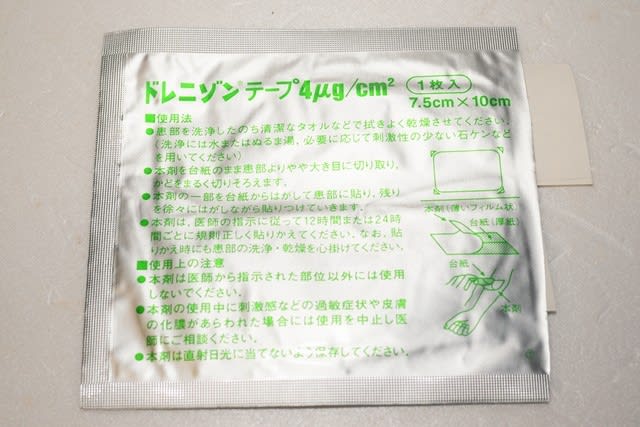 ドレニゾンテープ4μg/cm² 1枚入
7.5cm×10cm
■使用法
●患部を洗浄したのち清潔なタオルなどで拭きよく乾燥させてください。
(洗浄には水またはぬるま湯、必要に応じて刺激性の少ない石ケンなど
を用いてください)
●本剤を台紙のまま患部よりやや大き目に切り取り、
かどをまるく切りそろえます。
●本剤の一部を台紙からはがして患部に貼り、残り
を徐々にはがしながら貼りつけていきます。
●本剤は、医師の指示に従って12時間または24時
間ごとに規則正しく貼りかえてください。なお、貼
りかえ時にも患部の洗浄・乾燥を心掛けてください。
■使用上の注意
●本剤は医師から指示された部位以外には使用
しないでください。
●本剤の使用中に刺激感などの過敏症状や皮膚
の化膿があらわれた場合には使用を中止し医
師にご相談ください。
●本剤は直射日光に当てないよう保存してください。
本剤(薄いフィルム状)
台紙(厚紙)
台紙
本剤